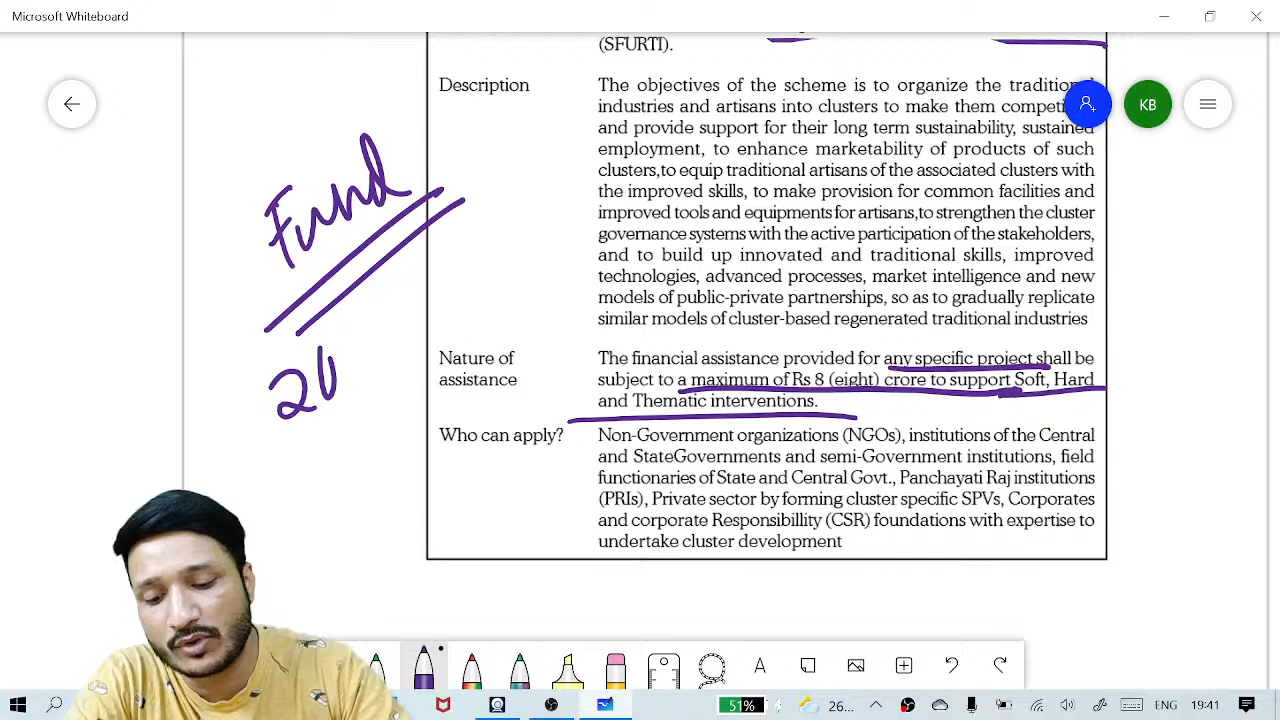 Microsoft Whiteboard
(SFURTI).
Description
The objectives of the scheme is to organize the traditional
industries and artisans into clusters to make them competi
and provide support for their long term sustainability, sustained
employment, to enhance marketability of products of such
clusters,to equip traditional artisans of the associated clusters with
the improved skills, to make provision for common facilities and
improved tools and equipments for artisans,to strengthen the cluster
governance systems with the active participation of the stakeholders,
and to build up innovated and traditional skills, improved
technologies, advanced processes, market intelligence and new
models of public-private partnerships, so as to gradually replicate
similar models of cluster-based regenerated traditional industries
KB
Fund
20
Nature of
assistance
The financial assistance provided for any specific project shall be
subject to a maximum of Rs 8 (eight) crore to support Soft, Hard
and Thematic interventions.
Who can apply?
Non-Government organizations (NGOs), institutions of the Central
and StateGovernments and semi-Government institutions, field
functionaries of State and Central Govt., Panchayati Raj institutions
(PRIs), Private sector by forming cluster specific SPVs, Corporates
and corporate Responsibillity (CSR) foundations with expertise to
undertake cluster development
A
51%
26...
ENG
19:41